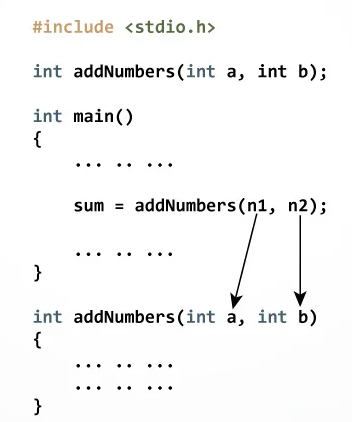 #include <stdio.h>
int addNumbers(int a, int b);
int main()
{
... .. ...
sum = addNumbers(n1, n2);
... .. ...
}
int addNumbers(int a, int b)
{
... .. ...
... .. ...
}